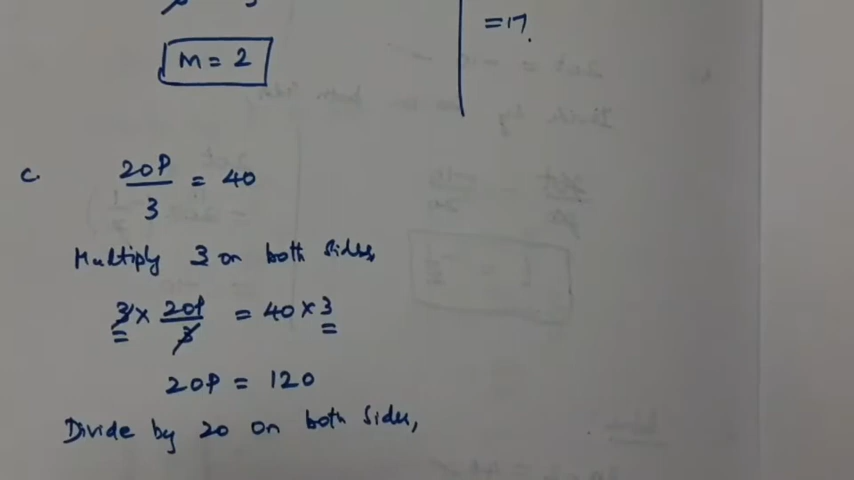 =17.
M = 2
c. 20P/3 = 40
Multiply 3 on both sides,
3 × 20P/3 = 40 × 3
20P = 120
Divide by 20 on both sides,